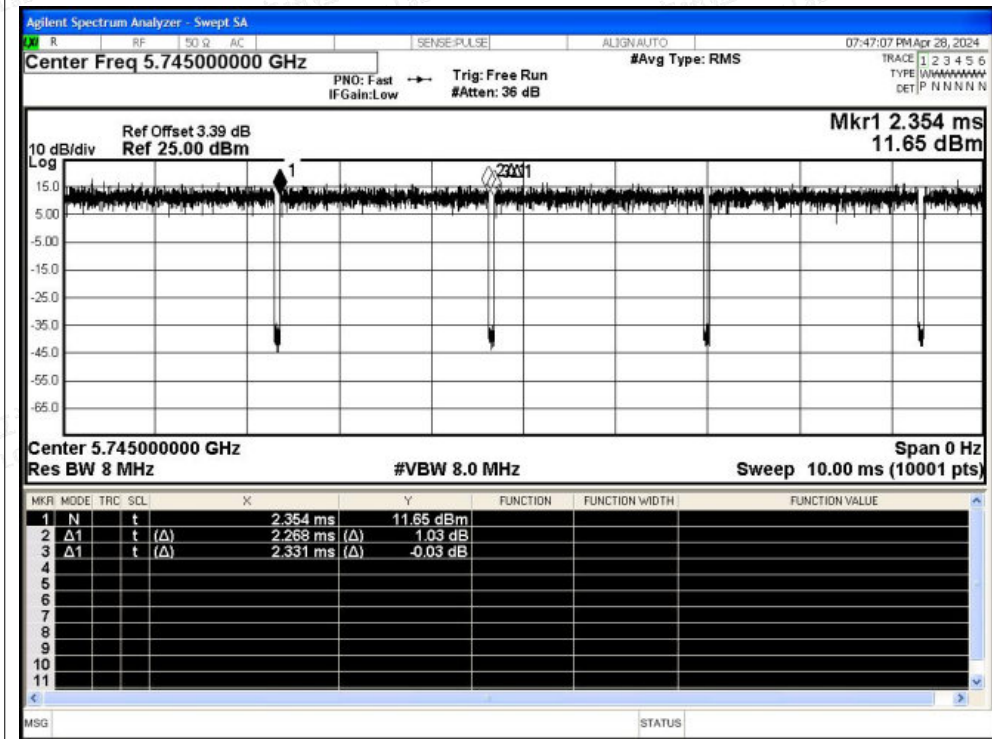 Agilent Spectrum Analyzer - Swept SA
LXI R RF 50 Ω AC SENSE:PULSE ALIGN AUTO 07:47:07 PM Apr 28, 2024
Center Freq 5.745000000 GHz #Avg Type: RMS TRACE 1 2 3 4 5 6
PNO: Fast Trig: Free Run TYPE
IFGain:Low #Atten: 36 dB DET P N N N N N
Mkr1 2.354 ms
Ref Offset 3.39 dB
10 dB/div Ref 25.00 dBm 11.65 dBm
Log
1
15.0
5.00
-5.00
-15.0
-25.0
-35.0
-45.0
-55.0
-65.0
Center 5.745000000 GHz Span 0 Hz
Res BW 8 MHz #VBW 8.0 MHz Sweep 10.00 ms (10001 pts)
MKR MODE TRC SCL X Y FUNCTION FUNCTION WIDTH FUNCTION VALUE
1 N t 2.354 ms 11.65 dBm
2 Δ1 t (Δ) 2.268 ms (Δ) 1.03 dB
3 Δ1 t (Δ) 2.331 ms (Δ) -0.03 dB
4
5
6
7
8
9
10
11
MSG STATUS